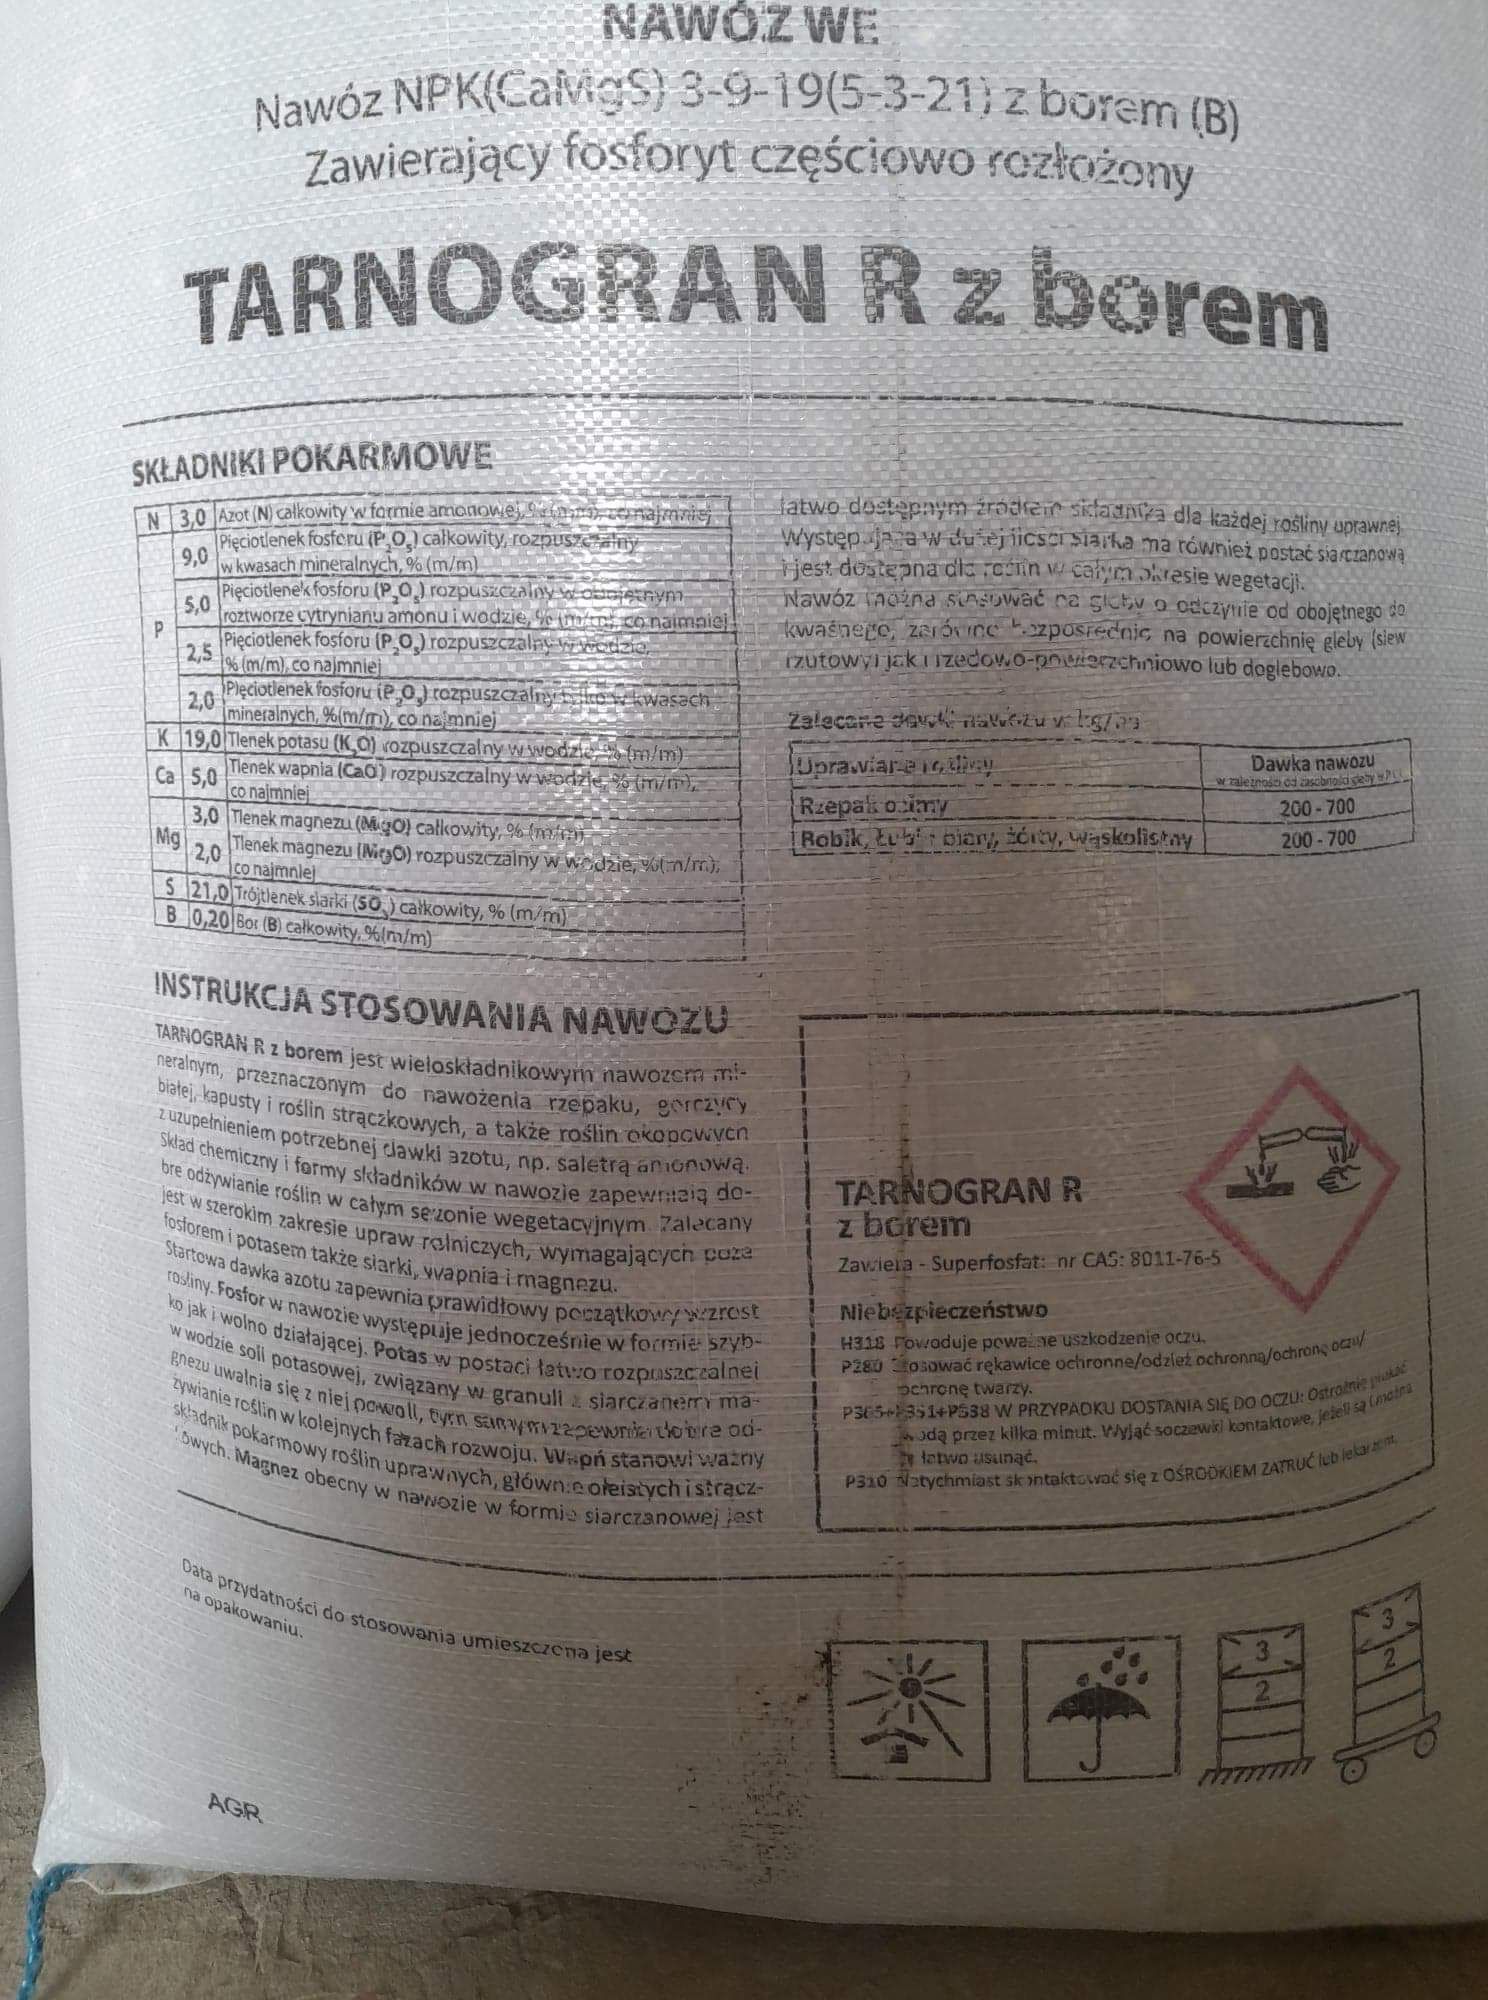 NAWÓZ WE
Nawóz NPK(CaMgS) 3-9-19(5-3-21) z borem (B)
Zawierający fosforyt częściowo rozłożony
TARNOGRAN R z borem
SKŁADNIKI POKARMOWE
N 3,0 Azot (N) całkowity w formie amonowej, % (m/m), co najmniej
P 9,0 Pięciotlenek fosforu (P2O5) całkowity, rozpuszczalny
w kwasach mineralnych, % (m/m)
5,0 Pięciotlenek fosforu (P2O5) rozpuszczalny w obojętnym
roztworze cytrynianu amonu i wodzie, % (m/m), co najmniej
2,5 Pięciotlenek fosforu (P2O5) rozpuszczalny w wodzie,
% (m/m), co najmniej
2,0 Pięciotlenek fosforu (P2O5) rozpuszczalny tylko w kwasach
mineralnych, %(m/m), co najmniej
K 19,0 Tlenek potasu (K2O) rozpuszczalny w wodzie, % (m/m)
Ca 5,0 Tlenek wapnia (CaO) rozpuszczalny w wodzie, % (m/m),
co najmniej
Mg 3,0 Tlenek magnezu (MgO) całkowity, % (m/m)
2,0 Tlenek magnezu (MgO) rozpuszczalny w wodzie, %(m/m),
co najmniej
S 21,0 Trójtlenek siarki (SO3) całkowity, % (m/m)
B 0,20 Bor (B) całkowity, %(m/m)
INSTRUKCJA STOSOWANIA NAWOZU
TARNOGRAN R z borem jest wieloskładnikowym nawozem mi-
neralnym, przeznaczonym do nawożenia rzepaku, gorczycy
białej, kapusty i roślin strączkowych, a także roślin okopowych
z uzupełnieniem potrzebnej dawki azotu, np. saletrą amonową.
Skład chemiczny i formy składników w nawozie zapewniają do-
bre odżywianie roślin w całym sezonie wegetacyjnym. Zalecany
jest w szerokim zakresie upraw rolniczych, wymagających poza
fosforem i potasem także siarki, wapnia i magnezu.
Startowa dawka azotu zapewnia prawidłowy początkowy wzrost
rośliny. Fosfor w nawozie występuje jednocześnie w formie szyb-
ko jak i wolno działającej. Potas w postaci łatwo rozpuszczalnej
w wodzie soli potasowej, związany w granuli z siarczanem ma-
gnezu uwalnia się z niej powoli, tym samym zapewnia dobre od-
żywianie roślin w kolejnych fazach rozwoju. Wapń stanowi ważny
składnik pokarmowy roślin uprawnych, głównie oleistych i strącz-
kowych. Magnez obecny w nawozie w formie siarczanowej jest
łatwo dostępnym źródłem składnika dla każdej rośliny uprawnej.
Występująca w dużej ilości siarka ma również postać siarczanową
i jest dostępna dla roślin w całym okresie wegetacji.
Nawóz można stosować na gleby o odczynie od obojętnego do
kwaśnego, zarówno bezpośrednio na powierzchnię gleby (siew
rzutowy) jak i rzędowo-powierzchniowo lub doglebowo.
Zalecane dawki nawozu w kg/ha
Uprawiane rośliny Dawka nawozu
w zależności od zasobności gleby w P i K
Rzepak ozimy 200 - 700
Bobik, Łubin biały, żółty, wąskolistny 200 - 700
TARNOGRAN R
z borem
Zawiera - Superfosfat: nr CAS: 8011-76-5
Niebezpieczeństwo
H318 Powoduje poważne uszkodzenie oczu.
P280 Stosować rękawice ochronne/odzież ochronną/ochronę oczu/
ochronę twarzy.
P305+P351+P338 W PRZYPADKU DOSTANIA SIĘ DO OCZU: Ostrożnie płukać
wodą przez kilka minut. Wyjąć soczewki kontaktowe, jeżeli są i można
je łatwo usunąć.
P310 Natychmiast skontaktować się z OŚRODKIEM ZATRUĆ lub lekarzem.
Data przydatności do stosowania umieszczona jest
na opakowaniu.
3
2
3
2
AGR